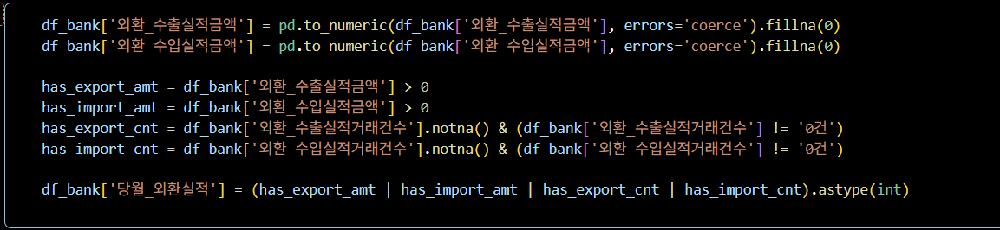 df_bank['외환_수출실적금액'] = pd.to_numeric(df_bank['외환_수출실적금액'], errors='coerce').fillna(0)
df_bank['외환_수입실적금액'] = pd.to_numeric(df_bank['외환_수입실적금액'], errors='coerce').fillna(0)
has_export_amt = df_bank['외환_수출실적금액'] > 0
has_import_amt = df_bank['외환_수입실적금액'] > 0
has_export_cnt = df_bank['외환_수출실적거래건수'].notna() & (df_bank['외환_수출실적거래건수'] != '0건')
has_import_cnt = df_bank['외환_수입실적거래건수'].notna() & (df_bank['외환_수입실적거래건수'] != '0건')
df_bank['당월_외환실적'] = (has_export_amt | has_import_amt | has_export_cnt | has_import_cnt).astype(int)